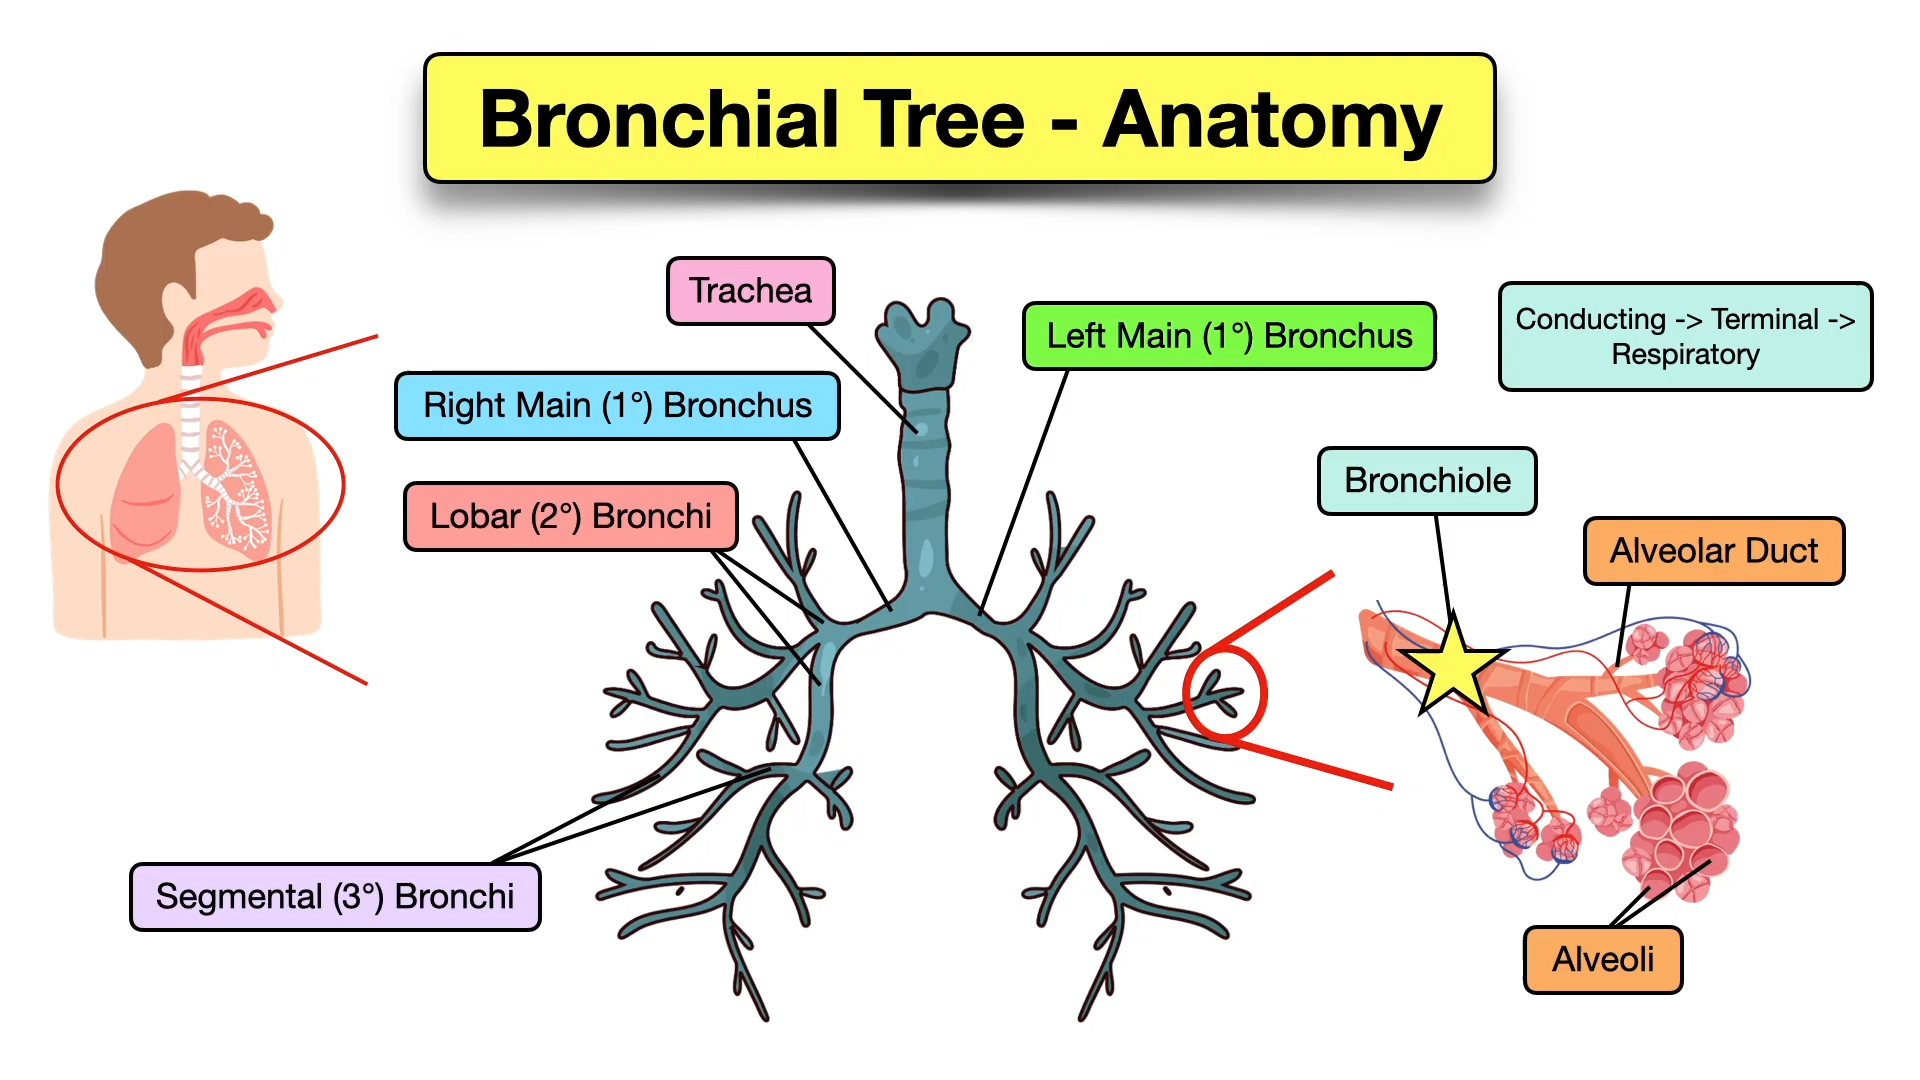 Bronchial Tree - Anatomy
Trachea
Left Main (1°) Bronchus
Conducting -> Terminal ->
Respiratory
Right Main (1°) Bronchus
Lobar (2°) Bronchi
Bronchiole
Alveolar Duct
Segmental (3°) Bronchi
Alveoli